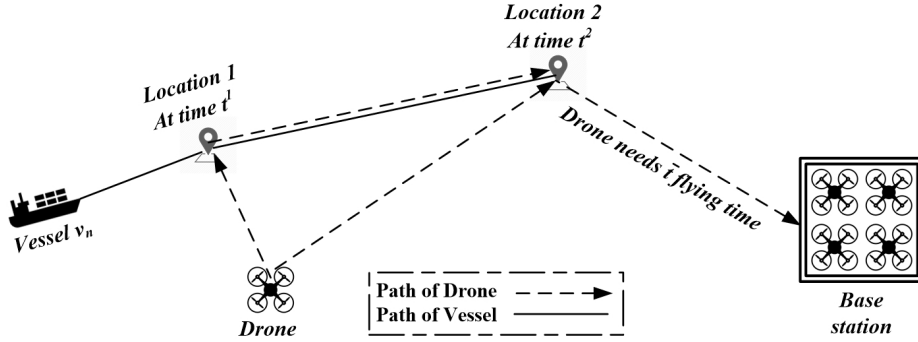 Location 2
At time t²
Location 1
At time t¹
Drone needs t̄ flying time
Vessel vₙ
Path of Drone
Path of Vessel
Drone
Base
station